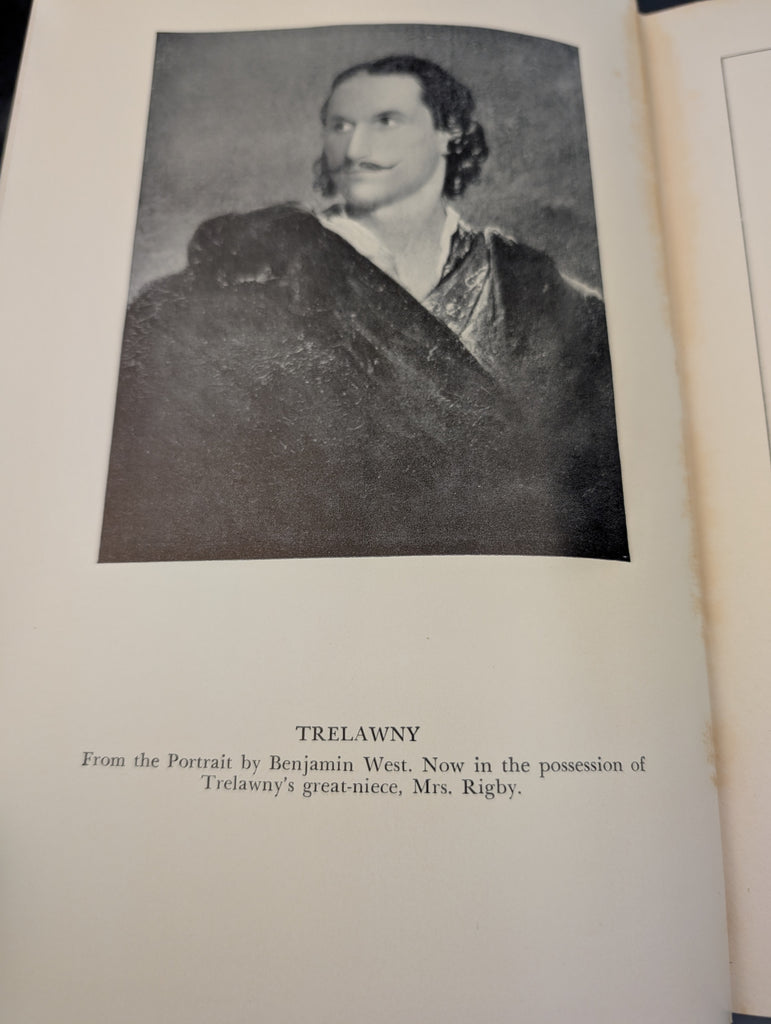 TRELAWNY
From the Portrait by Benjamin West. Now in the possession of
Trelawny's great-niece, Mrs. Rigby.